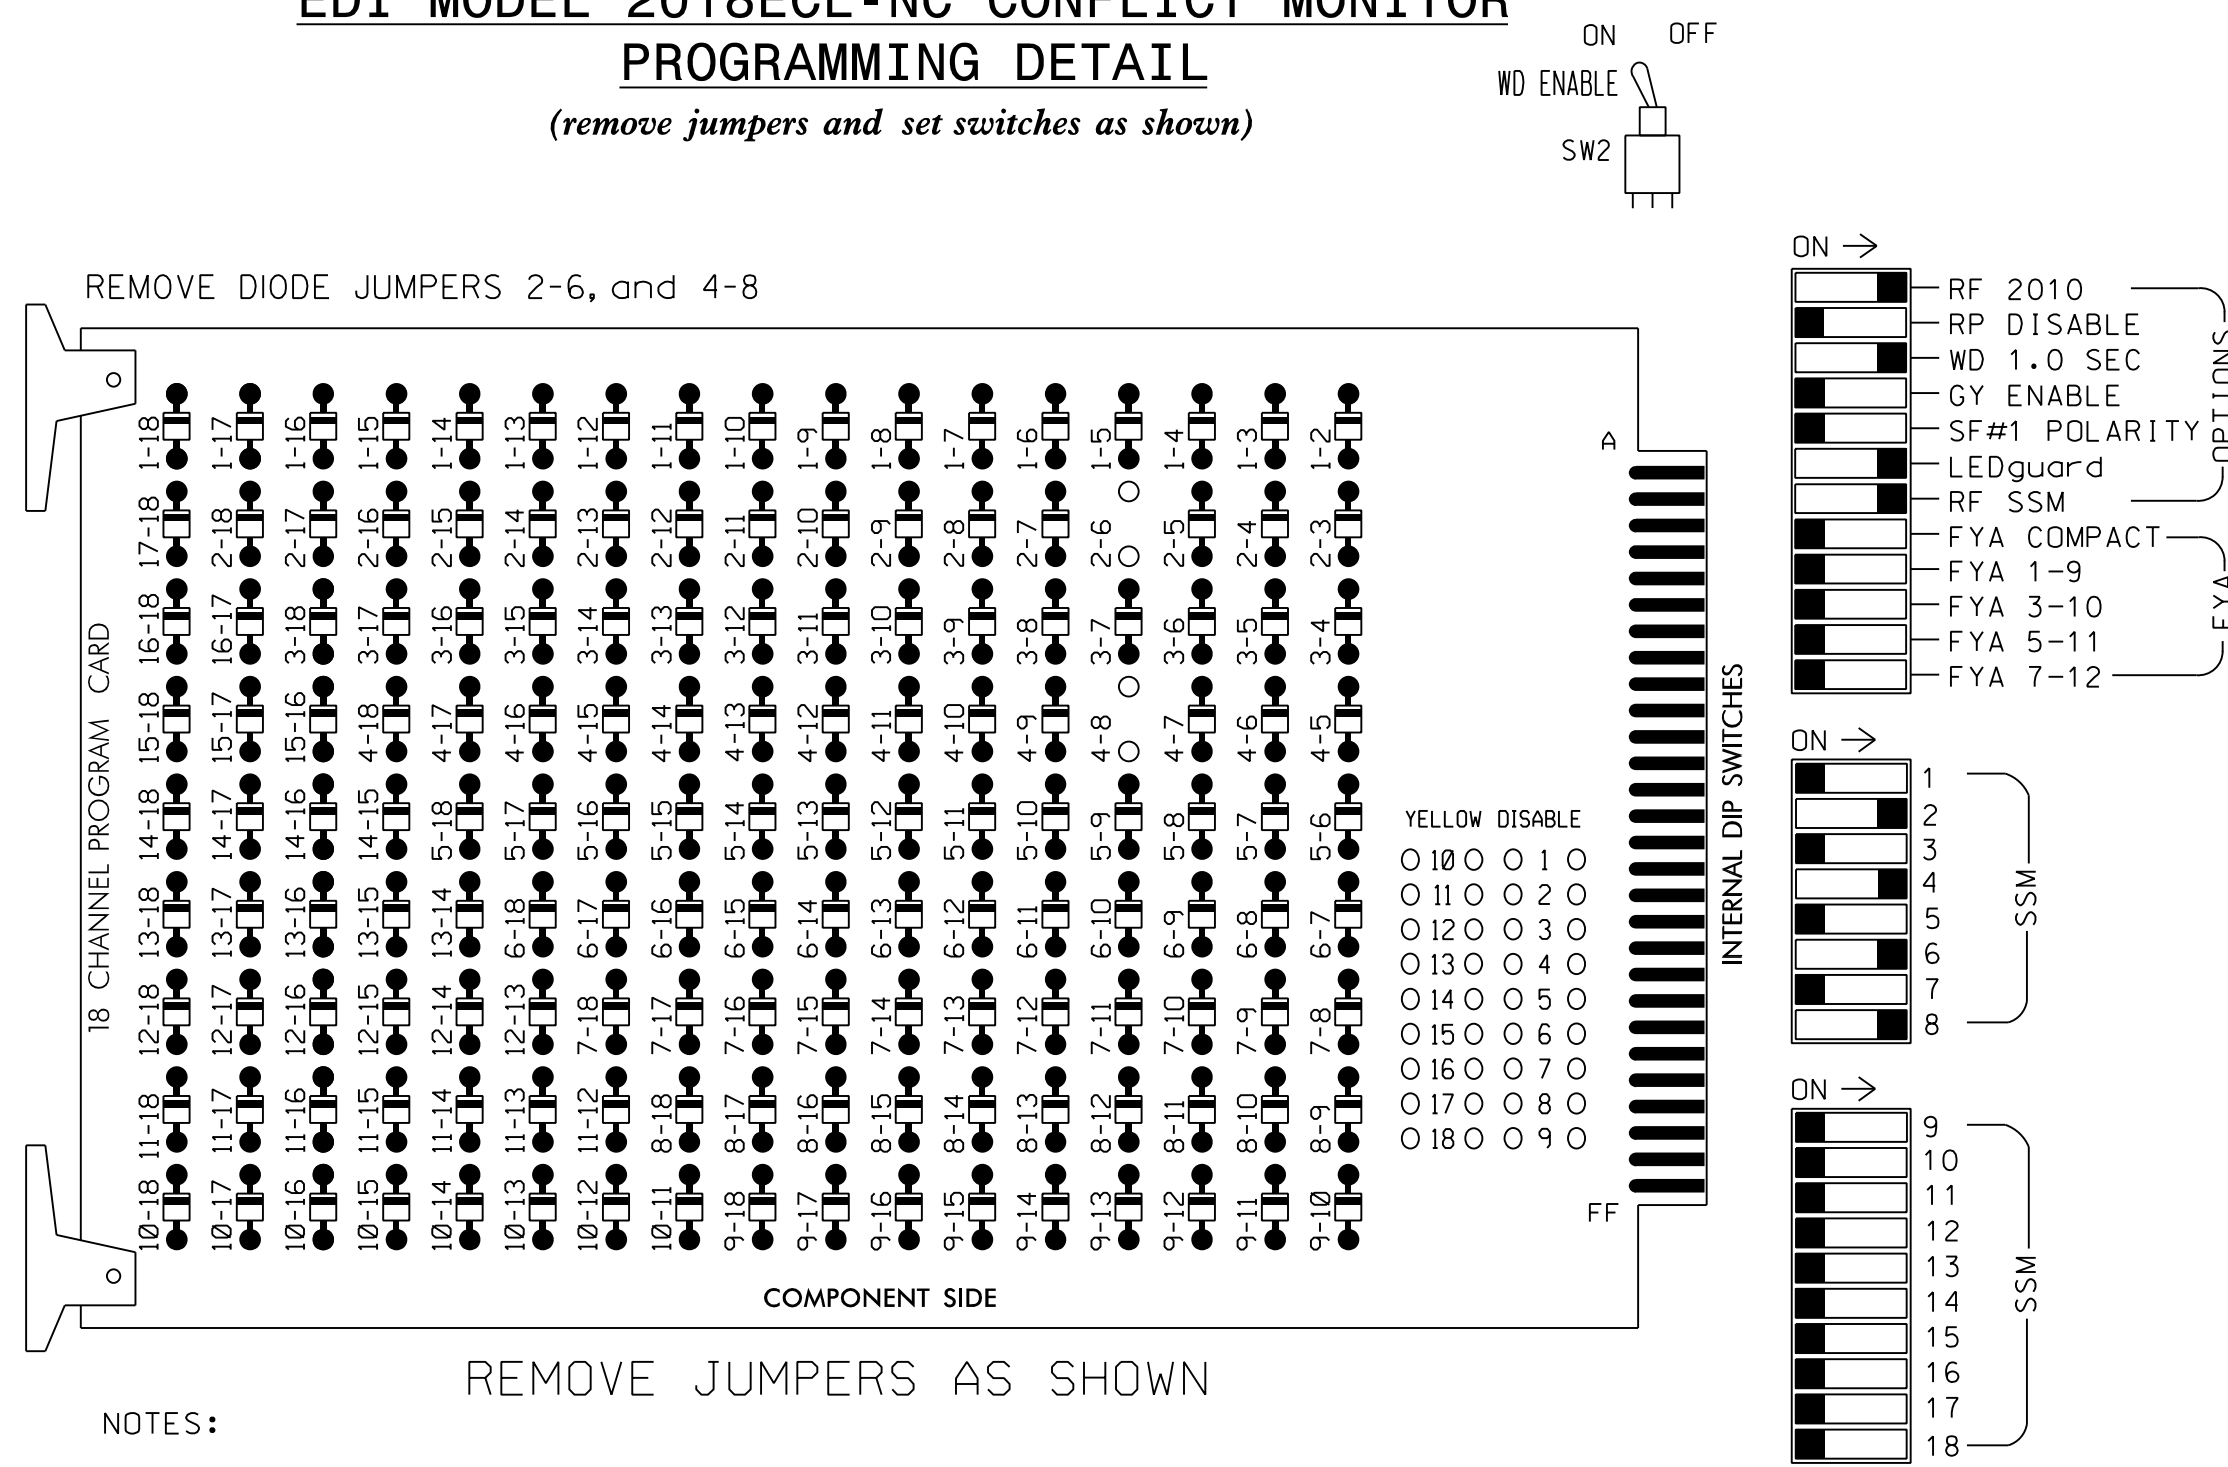 EDI MODEL 2018ECL-NC CONFLICT MONITOR
PROGRAMMING DETAIL
(remove jumpers and set switches as shown)
ON OFF
WD ENABLE
SW2
REMOVE DIODE JUMPERS 2-6, and 4-8
18 CHANNEL PROGRAM CARD
1-18 1-17 1-16 1-15 1-14 1-13 1-12 1-11 1-10 1-9 1-8 1-7 1-6 1-5 1-4 1-3 1-2
17-18 2-18 2-17 2-16 2-15 2-14 2-13 2-12 2-11 2-10 2-9 2-8 2-7 2-6 2-5 2-4 2-3
16-18 16-17 3-18 3-17 3-16 3-15 3-14 3-13 3-12 3-11 3-10 3-9 3-8 3-7 3-6 3-5 3-4
15-18 15-17 15-16 4-18 4-17 4-16 4-15 4-14 4-13 4-12 4-11 4-10 4-9 4-8 4-7 4-6 4-5
14-18 14-17 14-16 14-15 5-18 5-17 5-16 5-15 5-14 5-13 5-12 5-11 5-10 5-9 5-8 5-7 5-6
13-18 13-17 13-16 13-15 13-14 6-18 6-17 6-16 6-15 6-14 6-13 6-12 6-11 6-10 6-9 6-8 6-7
12-18 12-17 12-16 12-15 12-14 12-13 7-18 7-17 7-16 7-15 7-14 7-13 7-12 7-11 7-10 7-9 7-8
11-18 11-17 11-16 11-15 11-14 11-13 11-12 8-18 8-17 8-16 8-15 8-14 8-13 8-12 8-11 8-10 8-9
10-18 10-17 10-16 10-15 10-14 10-13 10-12 10-11 9-18 9-17 9-16 9-15 9-14 9-13 9-12 9-11 9-10
A
YELLOW DISABLE
10 1
11 2
12 3
13 4
14 5
15 6
16 7
17 8
18 9
FF
COMPONENT SIDE
REMOVE JUMPERS AS SHOWN
NOTES:
INTERNAL DIP SWITCHES
ON
RF 2010
RP DISABLE
WD 1.0 SEC
GY ENABLE
SF#1 POLARITY
LEDguard
RF SSM
OPTIONS
FYA COMPACT
FYA 1-9
FYA 3-10
FYA 5-11
FYA 7-12
FYA
ON
1
2
3
4
5
6
7
8
SSM
ON
9
10
11
12
13
14
15
16
17
18
SSM